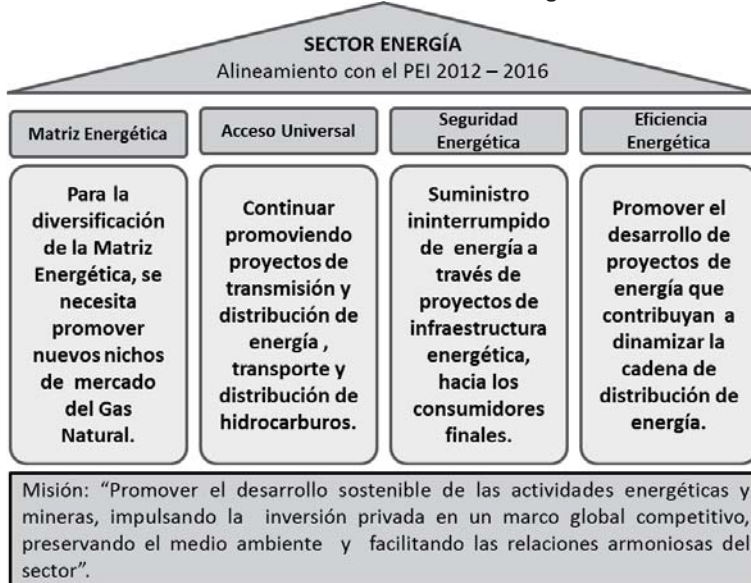 SECTOR ENERGÍA
Alineamiento con el PEI 2012 – 2016
Matriz Energética
Acceso Universal
Seguridad
Energética
Eficiencia
Energética
Para la
diversificación
de la Matriz
Energética, se
necesita
promover
nuevos nichos
de mercado
del Gas
Natural.
Continuar
promoviendo
proyectos de
transmisión y
distribución de
energía ,
transporte y
distribución de
hidrocarburos.
Suministro
ininterrumpido
de energía a
través de
proyectos de
infraestructura
energética,
hacia los
consumidores
finales.
Promover el
desarrollo de
proyectos de
energía que
contribuyan a
dinamizar la
cadena de
distribución de
energía.
Misión: “Promover el desarrollo sostenible de las actividades energéticas y
mineras, impulsando la inversión privada en un marco global competitivo,
preservando el medio ambiente y facilitando las relaciones armoniosas del
sector”.